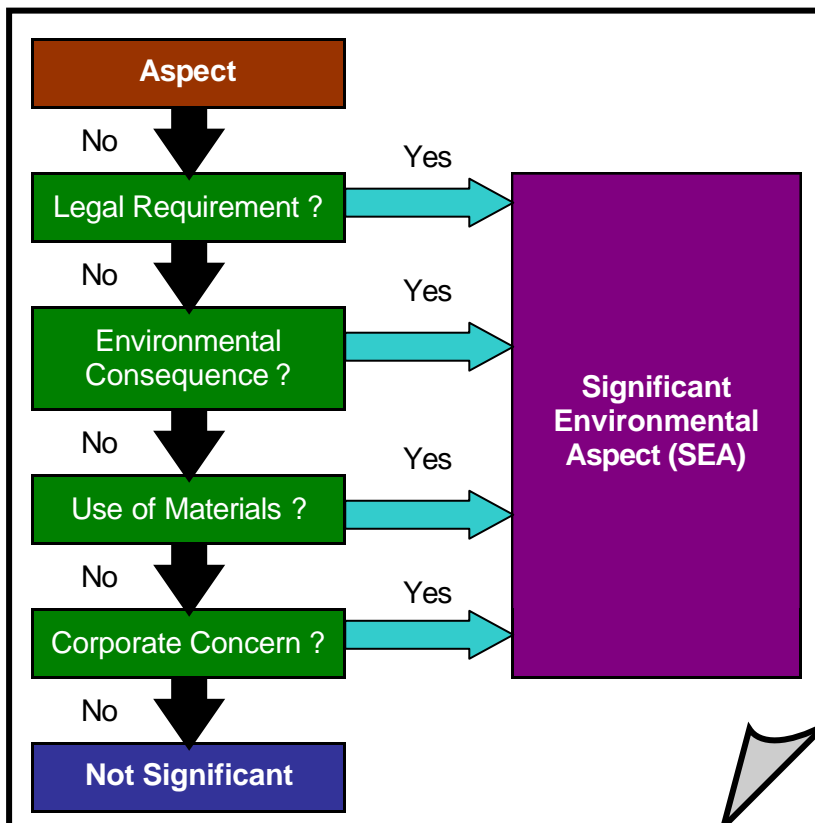 Aspect
No
Yes
Legal Requirement ?
No
Yes
Environmental
Consequence ?
Significant
Environmental
Aspect (SEA)
No
Yes
Use of Materials ?
No
Yes
Corporate Concern ?
No
Not Significant